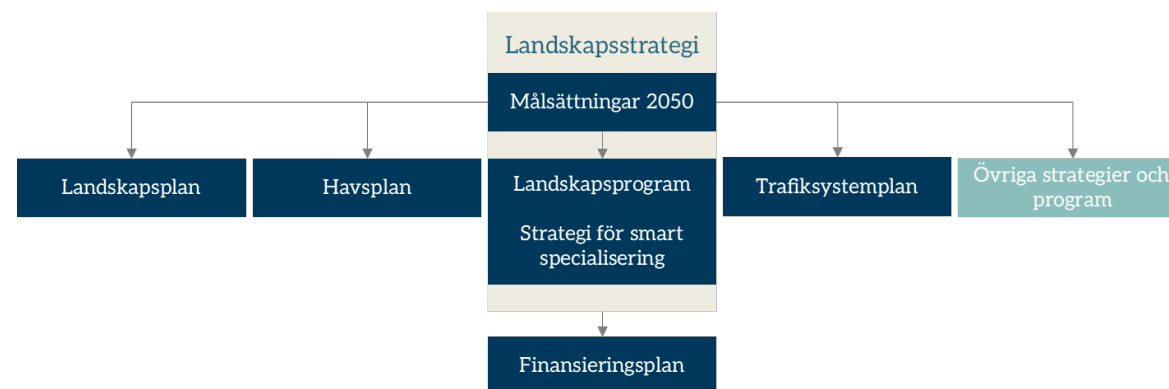 Landskapsstrategi
Målsättningar 2050
Landskapsplan
Havsplan
Landskapsprogram
Strategi för smart
specialisering
Trafiksystemplan
Övriga strategier och
program
Finansieringsplan